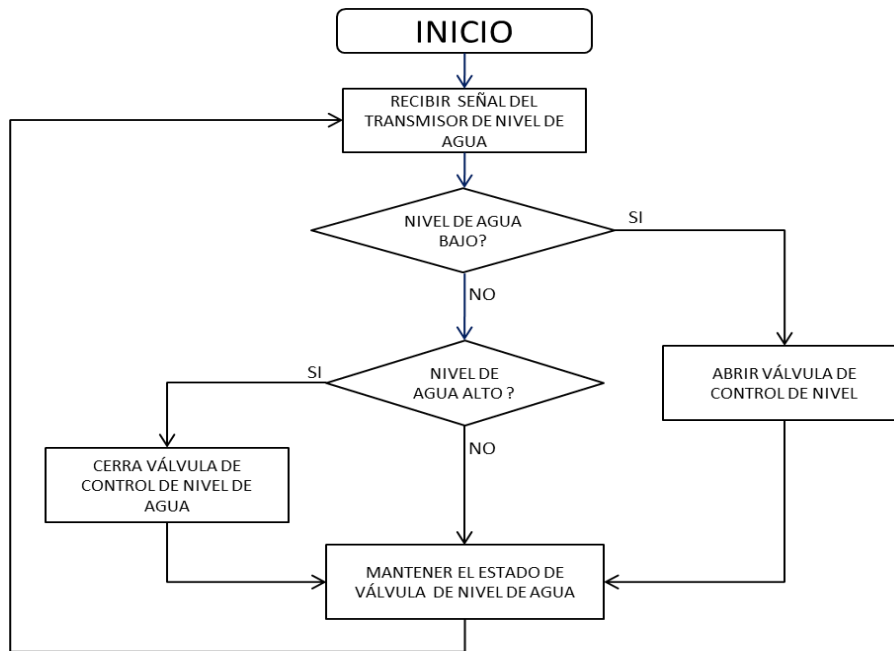 INICIO
RECIBIR SEÑAL DEL
TRANSMISOR DE NIVEL DE
AGUA
NIVEL DE AGUA
BAJO?
SI
NO
NIVEL DE
AGUA ALTO ?
SI
NO
ABRIR VÁLVULA DE
CONTROL DE NIVEL
CERRA VÁLVULA DE
CONTROL DE NIVEL DE
AGUA
MANTENER EL ESTADO DE
VÁLVULA DE NIVEL DE AGUA